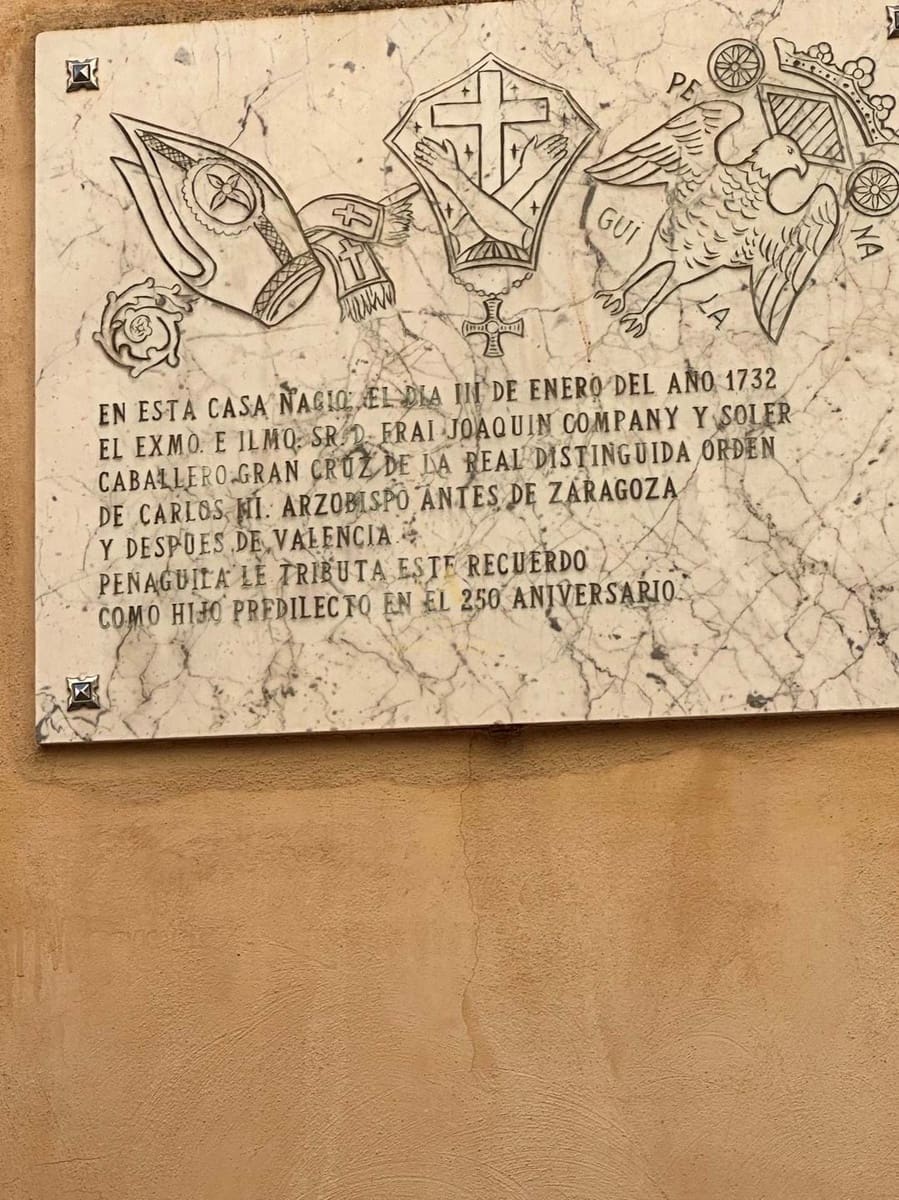 PE
ÑA
GUI
LA
EN ESTA CASA NACIO EL DIA III DE ENERO DEL AÑO 1732
EL EXMO. E ILMO. SR. D. FRAI JOAQUIN COMPANY Y SOLER
CABALLERO GRAN CRUZ DE LA REAL DISTINGUIDA ORDEN
DE CARLOS III. ARZOBISPO ANTES DE ZARAGOZA
Y DESPUES DE VALENCIA.
PENAGUILA LE TRIBUTA ESTE RECUERDO
COMO HIJO PREDILECTO EN EL 250 ANIVERSARIO.